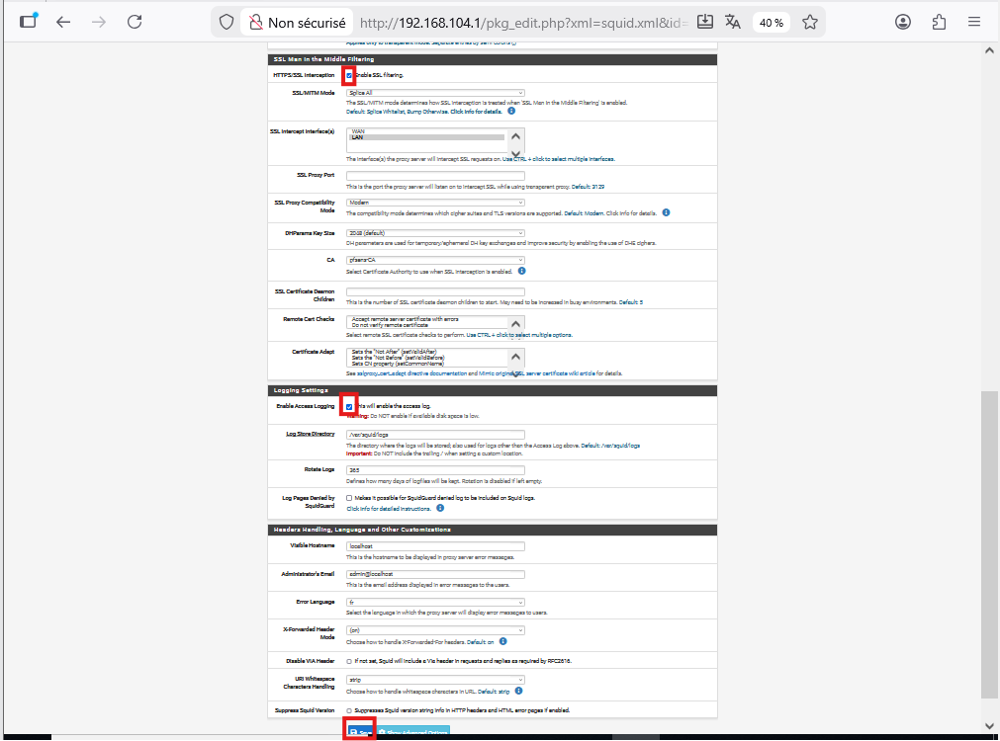 Non sécurisé
http://192.168.104.1/pkg_edit.php?xml=squid.xml&id=
40 %
Applies only to transparent mode. Separate entries by semi-colons(;)
SSL Man In the Middle Filtering
HTTPS/SSL Interception
Enable SSL filtering.
SSL/MITM Mode
Splice All
The SSL/MITM mode determines how SSL interception is treated when 'SSL Man In the Middle Filtering' is enabled.
Default: Splice Whitelist, Bump Otherwise. Click Info for details.
SSL Intercept Interface(s)
WAN
LAN
The interface(s) the proxy server will intercept SSL requests on. Use CTRL + click to select multiple interfaces.
SSL Proxy Port
This is the port the proxy server will listen on to intercept SSL while using transparent proxy. Default: 3129
SSL Proxy Compatibility Mode
Modern
The compatibility mode determines which cipher suites and TLS versions are supported. Default: Modern. Click Info for details.
DHParams Key Size
2048 (default)
DH parameters are used for temporary/ephemeral DH key exchanges and improve security by enabling the use of DHE ciphers.
CA
pfsense-CA
Select Certificate Authority to use when SSL interception is enabled.
SSL Certificate Deamon Children
This is the number of SSL certificate deamon children to start. May need to be increased in busy environments. Default: 5
Remote Cert Checks
Accept remote server certificate with errors
Do not verify remote certificate
Select remote SSL certificate checks to perform. Use CTRL + click to select multiple options.
Certificate Adapt
Sets the "Not After" (setValidAfter)
Sets the "Not Before" (setValidBefore)
Sets CN property (setCommonName)
See sslproxy_cert_adapt directive documentation and Mimic original SSL server certificate wiki article for details.
Logging Settings
Enable Access Logging
This will enable the access log.
Warning: Do NOT enable if available disk space is low.
Log Store Directory
/var/squid/logs
The directory where the logs will be stored; also used for logs other than the Access Log above. Default: /var/squid/logs
Important: Do NOT include the trailing / when setting a custom location.
Rotate Logs
365
Defines how many days of logfiles will be kept. Rotation is disabled if left empty.
Log Pages Denied by SquidGuard
Makes it possible for SquidGuard denied log to be included on Squid logs.
Click Info for detailed instructions.
Headers Handling, Language and Other Customizations
Visible Hostname
localhost
This is the hostname to be displayed in proxy server error messages.
Administrator's Email
admin@localhost
This is the email address displayed in error messages to the users.
Error Language
fr
Select the language in which the proxy server will display error messages to users.
X-Forwarded Header Mode
(on)
Choose how to handle X-Forwarded-For headers. Default: on
Disable VIA Header
If not set, Squid will include a Via header in requests and replies as required by RFC2616.
URI Whitespace Characters Handling
strip
Choose how to handle whitespace characters in URL. Default: strip
Suppress Squid Version
Suppresses Squid version string info in HTTP headers and HTML error pages if enabled.
Save
Show Advanced Options